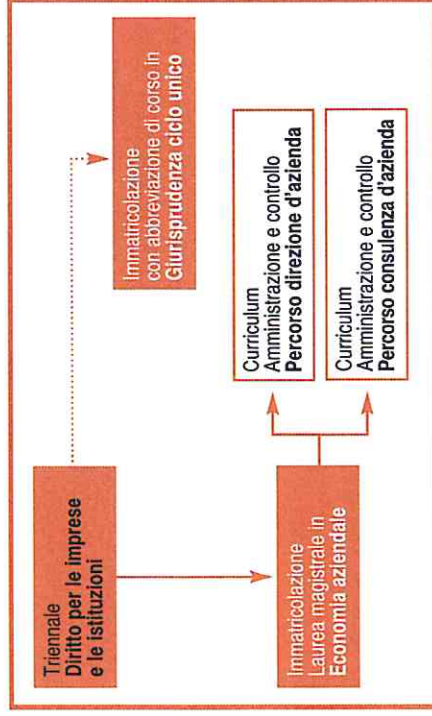 Triennale
Diritto per le imprese
e le istituzioni
Immatricolazione
con abbreviazione di corso in
Giurisprudenza ciclo unico
Immatricolazione
Laurea magistrale in
Economia aziendale
Curriculum
Amministrazione e controllo
Percorso direzione d'azienda
Curriculum
Amministrazione e controllo
Percorso consulenza d'azienda